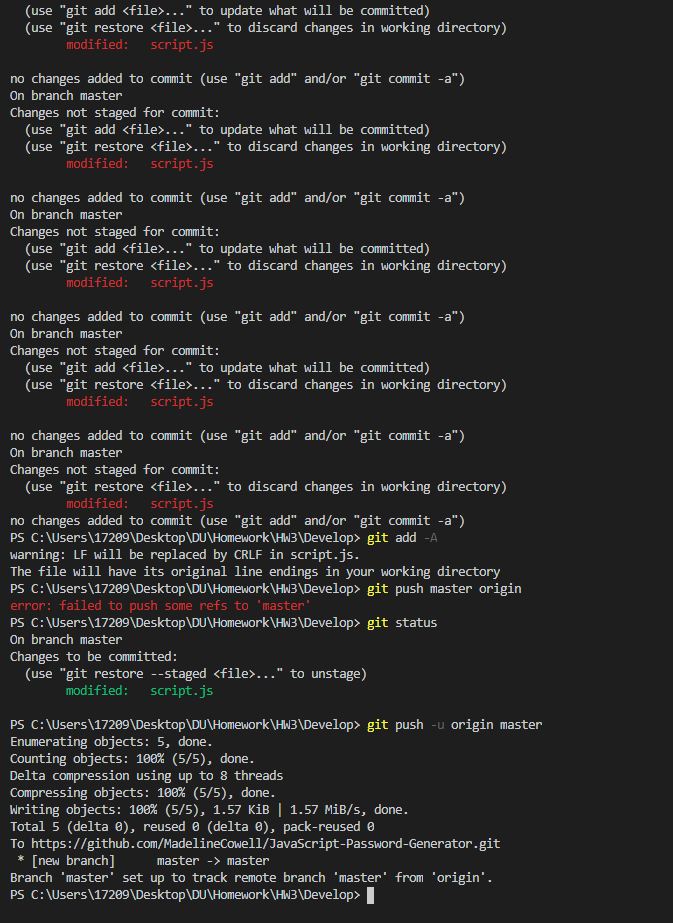 (use "git add <file>..." to update what will be committed)
(use "git restore <file>..." to discard changes in working directory)
modified:   script.js
no changes added to commit (use "git add" and/or "git commit -a")
On branch master
Changes not staged for commit:
(use "git add <file>..." to update what will be committed)
(use "git restore <file>..." to discard changes in working directory)
modified:   script.js
no changes added to commit (use "git add" and/or "git commit -a")
On branch master
Changes not staged for commit:
(use "git add <file>..." to update what will be committed)
(use "git restore <file>..." to discard changes in working directory)
modified:   script.js
no changes added to commit (use "git add" and/or "git commit -a")
On branch master
Changes not staged for commit:
(use "git add <file>..." to update what will be committed)
(use "git restore <file>..." to discard changes in working directory)
modified:   script.js
no changes added to commit (use "git add" and/or "git commit -a")
On branch master
Changes not staged for commit:
(use "git restore <file>..." to discard changes in working directory)
modified:   script.js
no changes added to commit (use "git add" and/or "git commit -a")
PS C:\Users\17209\Desktop\DU\Homework\HW3\Develop> git add -A
warning: LF will be replaced by CRLF in script.js.
The file will have its original line endings in your working directory
PS C:\Users\17209\Desktop\DU\Homework\HW3\Develop> git push master origin
error: failed to push some refs to 'master'
PS C:\Users\17209\Desktop\DU\Homework\HW3\Develop> git status
On branch master
Changes to be committed:
(use "git restore --staged <file>..." to unstage)
modified:   script.js
PS C:\Users\17209\Desktop\DU\Homework\HW3\Develop> git push -u origin master
Enumerating objects: 5, done.
Counting objects: 100% (5/5), done.
Delta compression using up to 8 threads
Compressing objects: 100% (5/5), done.
Writing objects: 100% (5/5), 1.57 KiB | 1.57 MiB/s, done.
Total 5 (delta 0), reused 0 (delta 0), pack-reused 0
To https://github.com/MadelineCowell/JavaScript-Password-Generator.git
* [new branch]      master -> master
Branch 'master' set up to track remote branch 'master' from 'origin'.
PS C:\Users\17209\Desktop\DU\Homework\HW3\Develop>